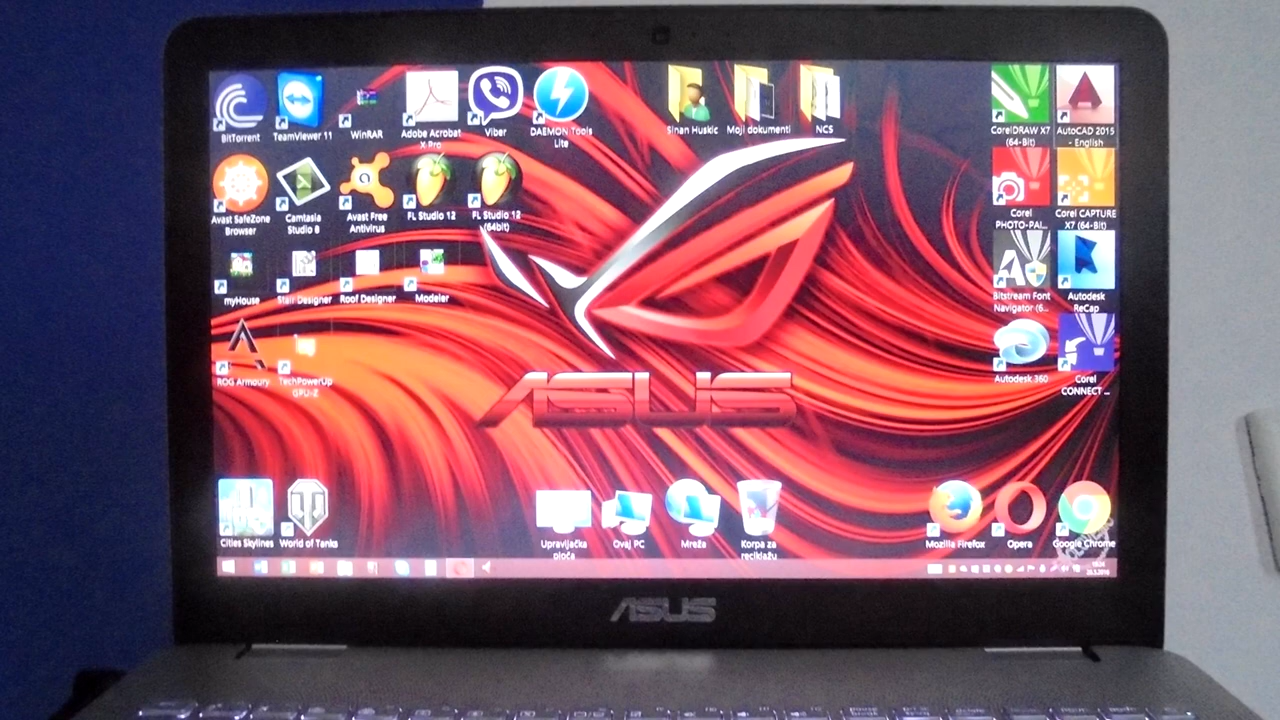 BitTorrent
TeamViewer 11
WinRAR
Adobe Acrobat
X Pro
Viber
DAEMON Tools
Lite
Sinan Huskic
Moji dokumenti
NCS
CorelDRAW X7
(64-Bit)
AutoCAD 2015
- English
Avast SafeZone
Browser
Camtasia
Studio 8
Avast Free
Antivirus
FL Studio 12
FL Studio 12
(64bit)
Corel
PHOTO-PAI...
Corel CAPTURE
X7 (64-Bit)
myHouse
Stair Designer
Roof Designer
Modeler
Bitstream Font
Navigator (6...
Autodesk
ReCap
ROG Armoury
TechPowerUp
GPU-Z
Autodesk 360
Corel
CONNECT ...
ASUS
Cities Skylines
World of Tanks
Upravljačka
ploča
Ovaj PC
Mreža
Korpa za
reciklažu
Mozilla Firefox
Opera
Google Chrome
ASUS